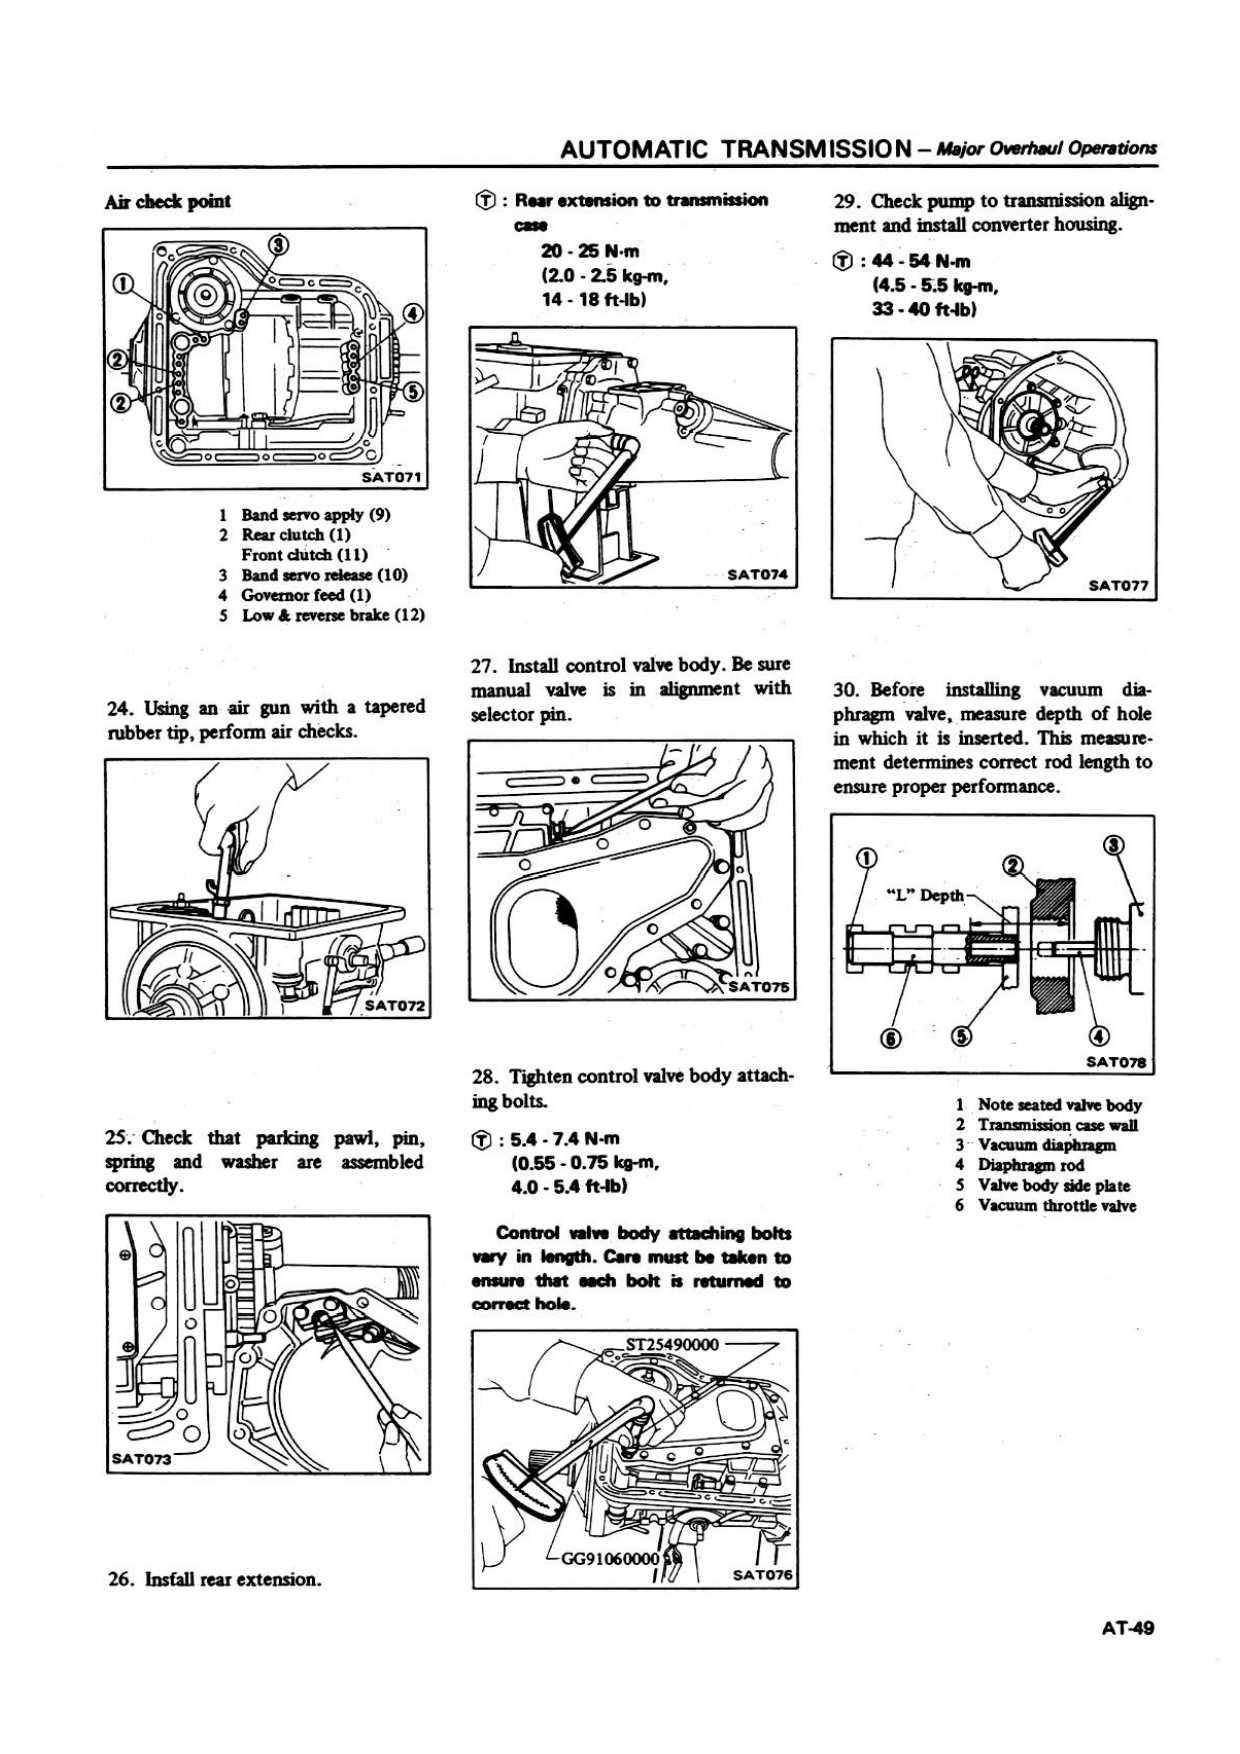 AUTOMATIC TRANSMISSION – Major Overhaul Operations
Air check point
1
2
2
3
4
5
SAT071
1 Band servo apply (9)
2 Rear clutch (1)
Front clutch (11)
3 Band servo release (10)
4 Governor feed (1)
5 Low & reverse brake (12)
24. Using an air gun with a tapered
rubber tip, perform air checks.
SAT072
25. Check that parking pawl, pin,
spring and washer are assembled
correctly.
SAT073
26. Install rear extension.
Ⓣ : Rear extension to transmission
case
20 - 25 N·m
(2.0 - 2.5 kg-m,
14 - 18 ft-lb)
SAT074
27. Install control valve body. Be sure
manual valve is in alignment with
selector pin.
SAT075
28. Tighten control valve body attach-
ing bolts.
Ⓣ : 5.4 - 7.4 N·m
(0.55 - 0.75 kg-m,
4.0 - 5.4 ft-lb)
Control valve body attaching bolts
vary in length. Care must be taken to
ensure that each bolt is returned to
correct hole.
ST25490000
GG91060000
SAT076
29. Check pump to transmission align-
ment and install converter housing.
Ⓣ : 44 - 54 N·m
(4.5 - 5.5 kg-m,
33 - 40 ft-lb)
SAT077
30. Before installing vacuum dia-
phragm valve, measure depth of hole
in which it is inserted. This measure-
ment determines correct rod length to
ensure proper performance.
1
2
3
"L" Depth
6
5
4
SAT078
1 Note seated valve body
2 Transmission case wall
3 Vacuum diaphragm
4 Diaphragm rod
5 Valve body side plate
6 Vacuum throttle valve
AT-49